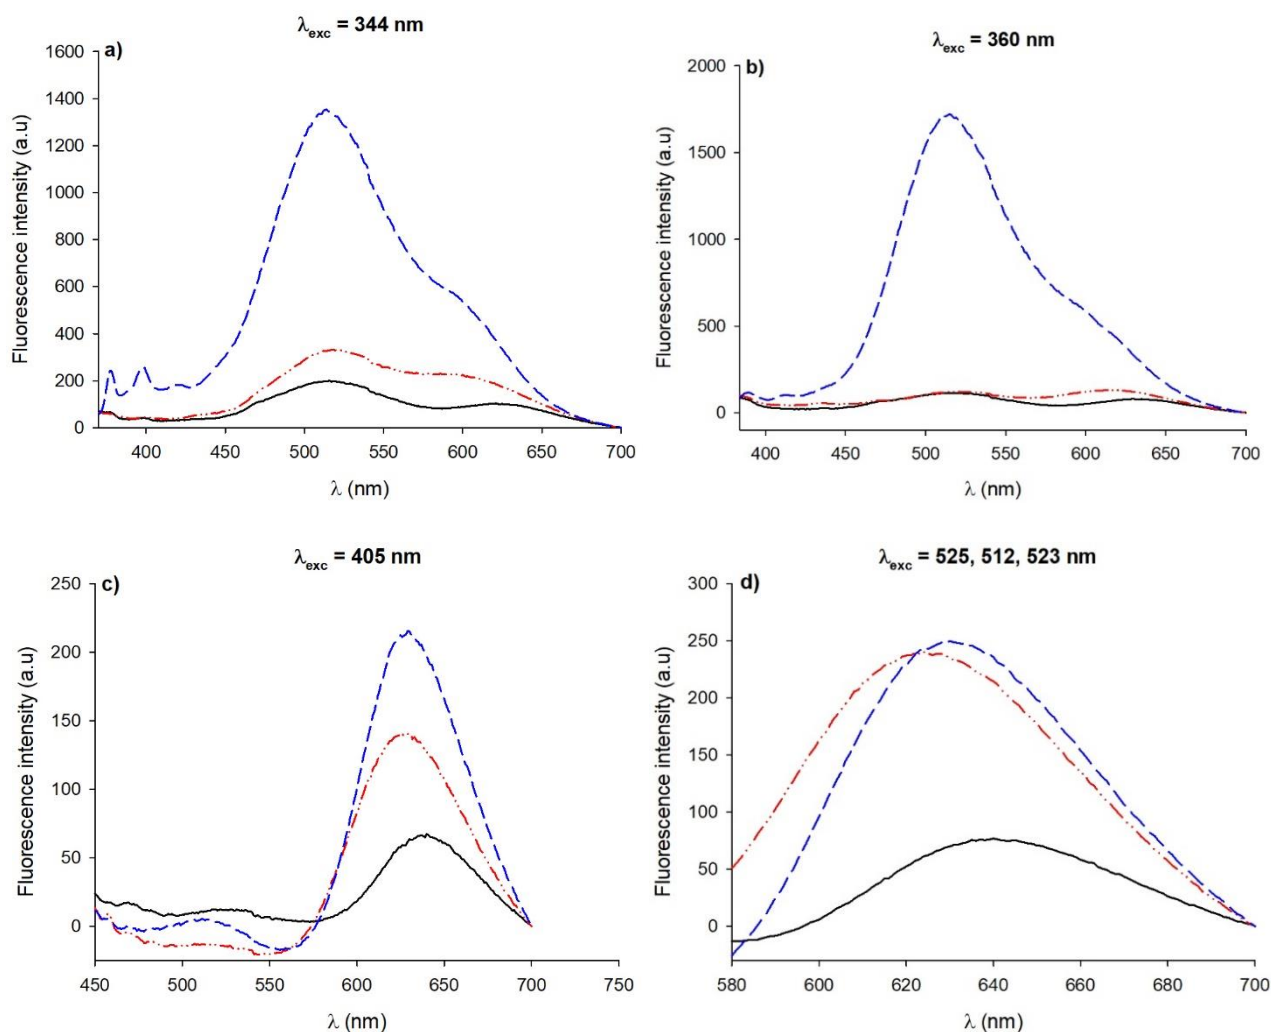 λexc = 344 nm
a)
1600
1400
1200
1000
800
600
400
200
0
Fluorescence intensity (a.u)
400 450 500 550 600 650 700
λ (nm)
λexc = 360 nm
b)
2000
1500
1000
500
0
Fluorescence intensity (a.u)
400 450 500 550 600 650 700
λ (nm)
λexc = 405 nm
c)
250
200
150
100
50
0
Fluorescence intensity (a.u)
450 500 550 600 650 700 750
λ (nm)
λexc = 525, 512, 523 nm
d)
300
250
200
150
100
50
0
Fluorescence intensity (a.u)
580 600 620 640 660 680 700
λ (nm)